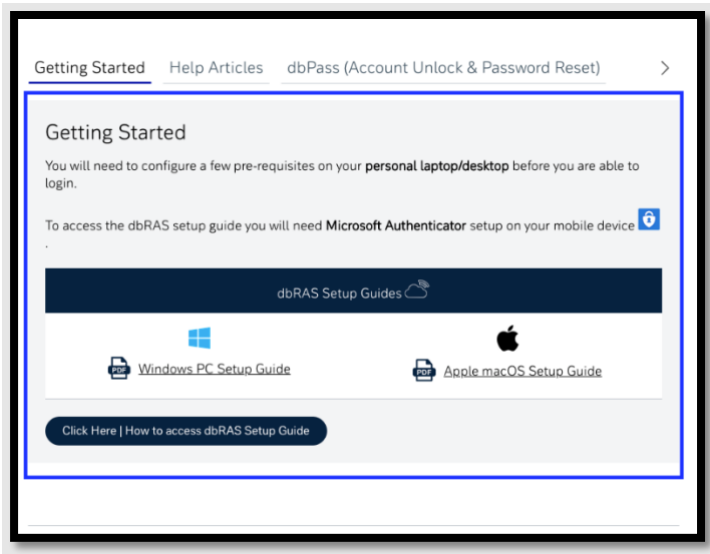 Getting Started Help Articles dbPass (Account Unlock & Password Reset)
Getting Started
You will need to configure a few pre-requisites on your personal laptop/desktop before you are able to
login.
To access the dbRAS setup guide you will need Microsoft Authenticator setup on your mobile device
.
dbRAS Setup Guides
PDF Windows PC Setup Guide PDF Apple macOS Setup Guide
Click Here | How to access dbRAS Setup Guide